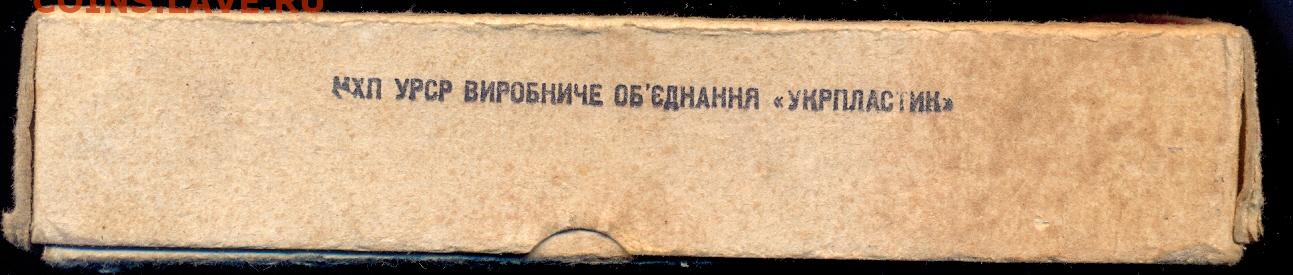 COINS.LAVE.RU
МХП УРСР ВИРОБНИЧЕ ОБ'ЄДНАННЯ «УКРПЛАСТИК»